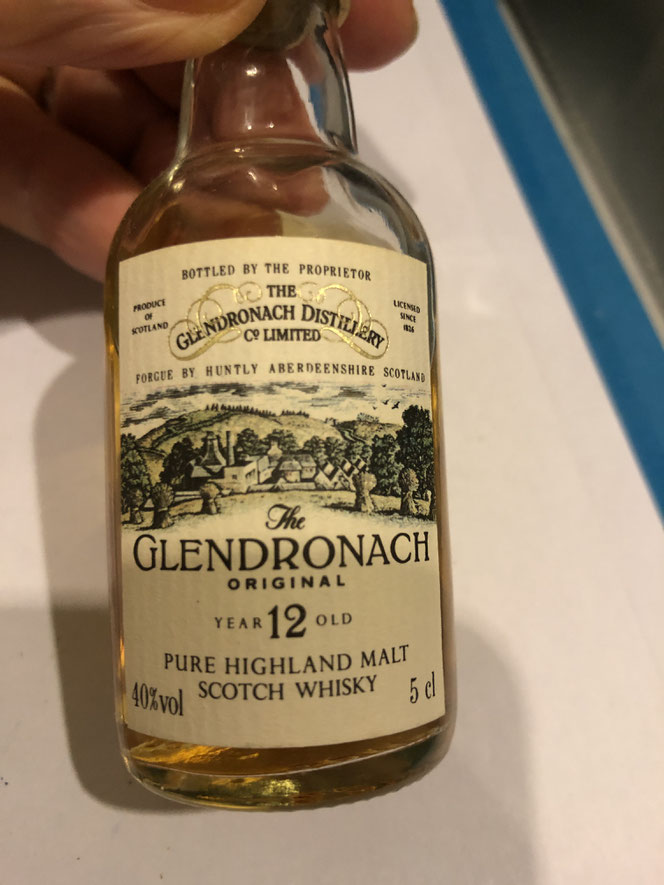 BOTTLED BY THE PROPRIETOR
PRODUCE
OF
SCOTLAND
THE
GLENDRONACH DISTILLERY
Cº LIMITED
LICENSED
SINCE
1826
FORGUE BY HUNTLY ABERDEENSHIRE SCOTLAND
The
GLENDRONACH
ORIGINAL
YEAR 12 OLD
PURE HIGHLAND MALT
SCOTCH WHISKY
40%vol
5 cl